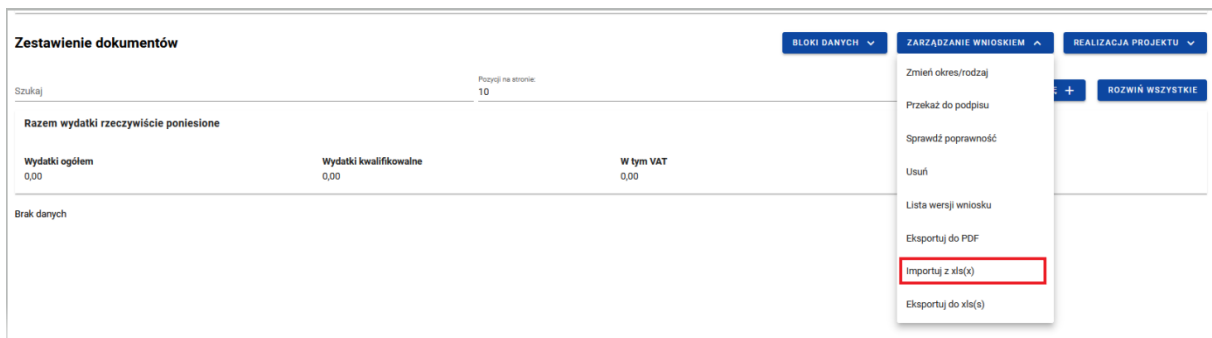 Zestawienie dokumentów
BLOKI DANYCH
ZARZĄDZANIE WNIOSKIEM
REALIZACJA PROJEKTU
Szukaj
Pozycji na stronie:
10
ROZWIŃ WSZYSTKIE
Razem wydatki rzeczywiście poniesione
Wydatki ogółem
0,00
Wydatki kwalifikowalne
0,00
W tym VAT
0,00
Brak danych
Zmień okres/rodzaj
Przekaż do podpisu
Sprawdź poprawność
Usuń
Lista wersji wniosku
Eksportuj do PDF
Importuj z xls(x)
Eksportuj do xls(s)